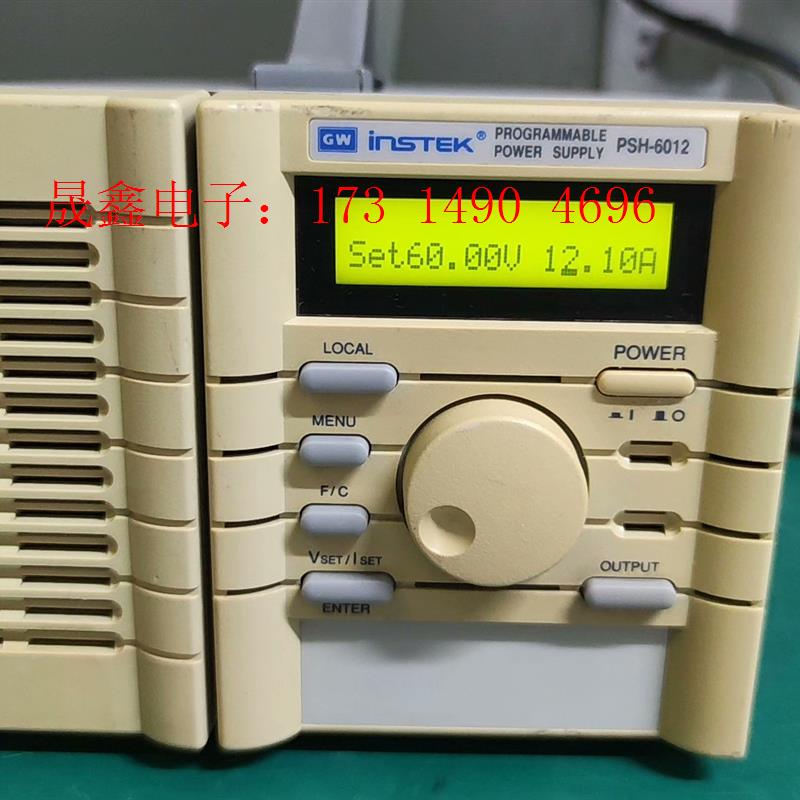 GW INSTEK® PROGRAMMABLE POWER SUPPLY PSH-6012
晟鑫电子：173 1490 4696
Set60.00V 12.10A
LOCAL
POWER
MENU
I O
F/C
VSET/ISET
OUTPUT
ENTER